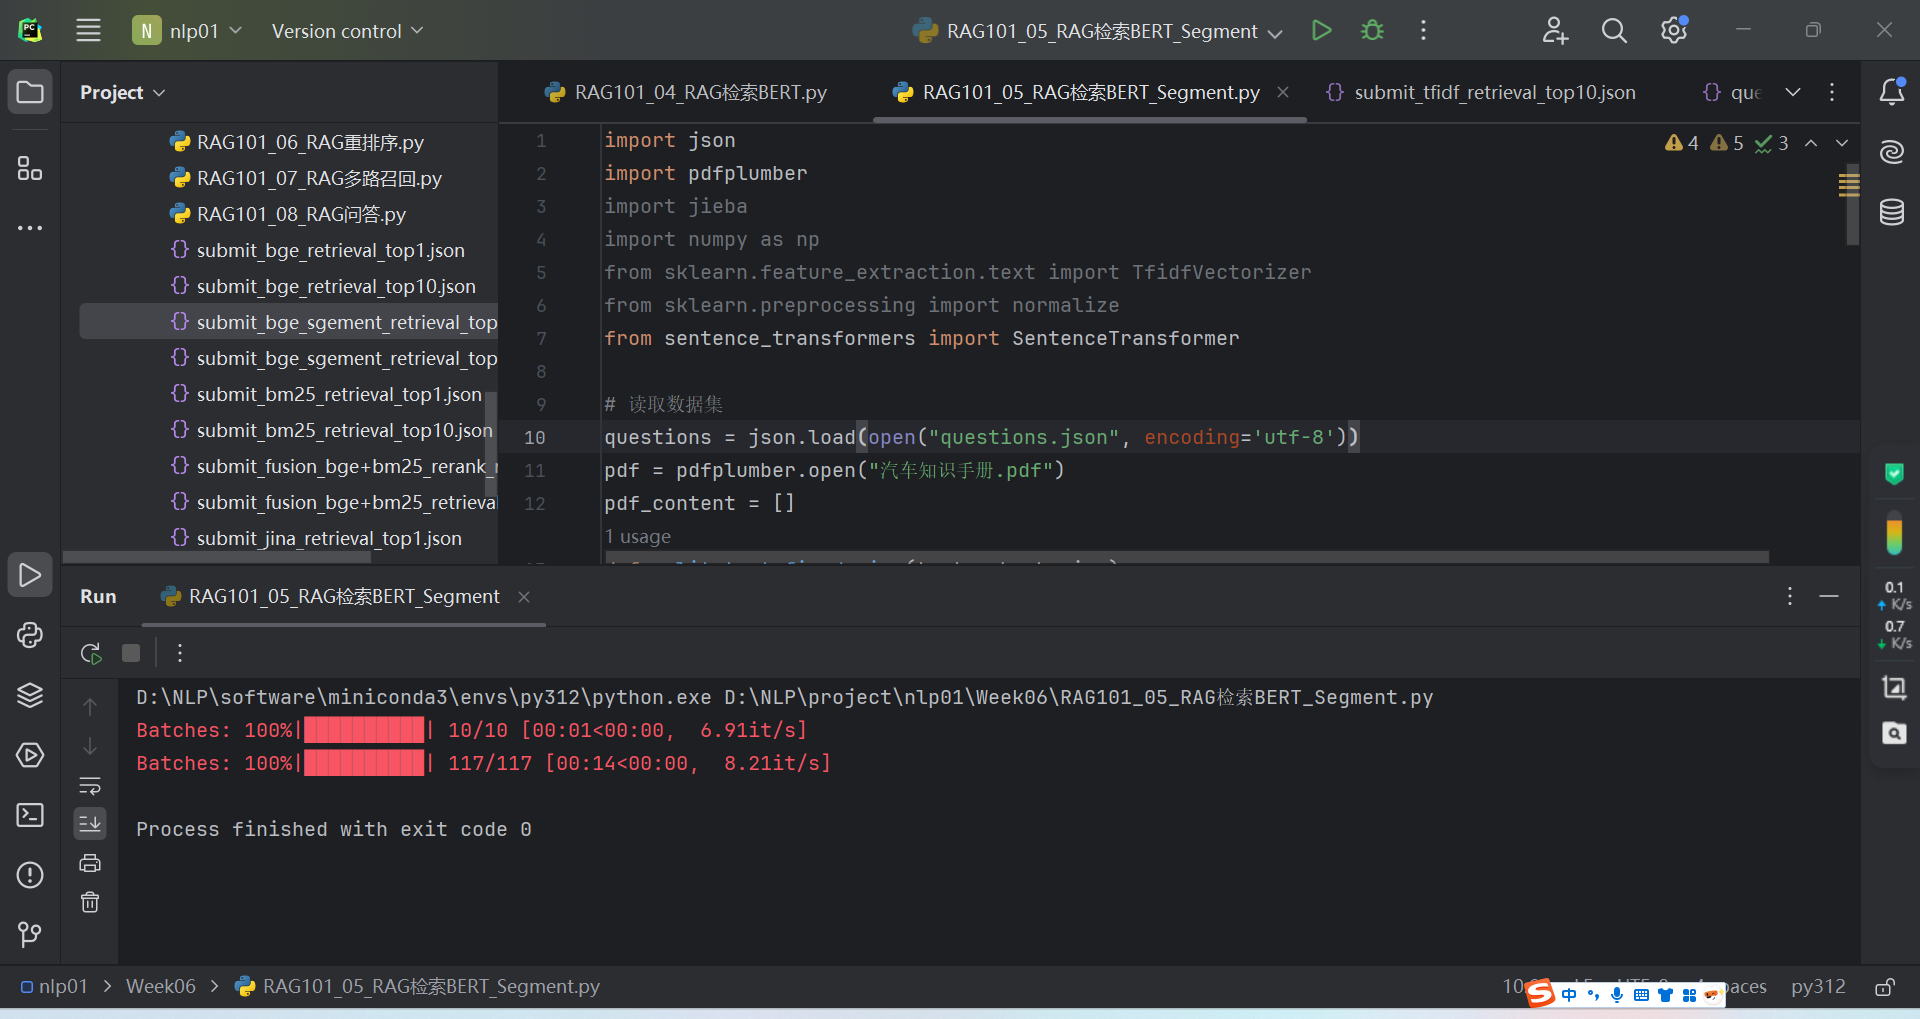 nlp01
Version control
RAG101_05_RAG检索BERT_Segment
Project
RAG101_04_RAG检索BERT.py
RAG101_05_RAG检索BERT_Segment.py
submit_tfidf_retrieval_top10.json
que
RAG101_06_RAG重排序.py
RAG101_07_RAG多路召回.py
RAG101_08_RAG问答.py
submit_bge_retrieval_top1.json
submit_bge_retrieval_top10.json
submit_bge_sgement_retrieval_top
submit_bge_sgement_retrieval_top
submit_bm25_retrieval_top1.json
submit_bm25_retrieval_top10.json
submit_fusion_bge+bm25_rerank_
submit_fusion_bge+bm25_retrieval
submit_jina_retrieval_top1.json
4 5 3
1 import json
2 import pdfplumber
3 import jieba
4 import numpy as np
5 from sklearn.feature_extraction.text import TfidfVectorizer
6 from sklearn.preprocessing import normalize
7 from sentence_transformers import SentenceTransformer
8
9 # 读取数据集
10 questions = json.load(open("questions.json", encoding='utf-8'))
11 pdf = pdfplumber.open("汽车知识手册.pdf")
12 pdf_content = []
1 usage
Run
RAG101_05_RAG检索BERT_Segment
D:\NLP\software\miniconda3\envs\py312\python.exe D:\NLP\project\nlp01\Week06\RAG101_05_RAG检索BERT_Segment.py
Batches: 100%|██████████| 10/10 [00:01<00:00, 6.91it/s]
Batches: 100%|██████████| 117/117 [00:14<00:00, 8.21it/s]
Process finished with exit code 0
0.1
K/s
0.7
K/s
nlp01 > Week06 > RAG101_05_RAG检索BERT_Segment.py
中
py312